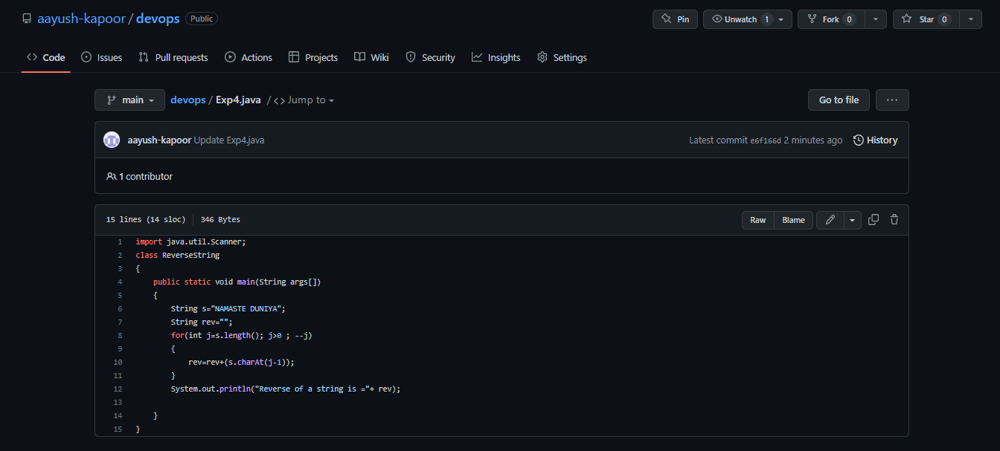 aayush-kapoor / devops Public Pin Unwatch 1 Fork 0 Star 0
Code Issues Pull requests Actions Projects Wiki Security Insights Settings
main devops / Exp4.java / <> Jump to Go to file ...
aayush-kapoor Update Exp4.java Latest commit e6f166d 2 minutes ago History
1 contributor
15 lines (14 sloc) 346 Bytes Raw Blame
1 import java.util.Scanner;
2 class ReverseString
3 {
4 public static void main(String args[])
5 {
6 String s="NAMASTE DUNIYA";
7 String rev="";
8 for(int j=s.length(); j>0 ; --j)
9 {
10 rev=rev+(s.charAt(j-1));
11 }
12 System.out.println("Reverse of a string is ="+ rev);
13
14 }
15 }